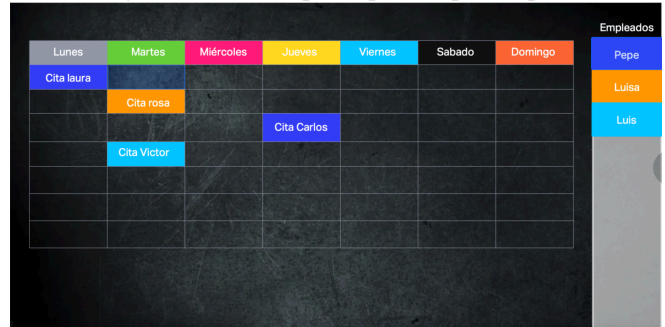 Empleados
Lunes Martes Miércoles Jueves Viernes Sabado Domingo
Pepe
Cita laura
Luisa
Cita rosa
Luis
Cita Carlos
Cita Victor